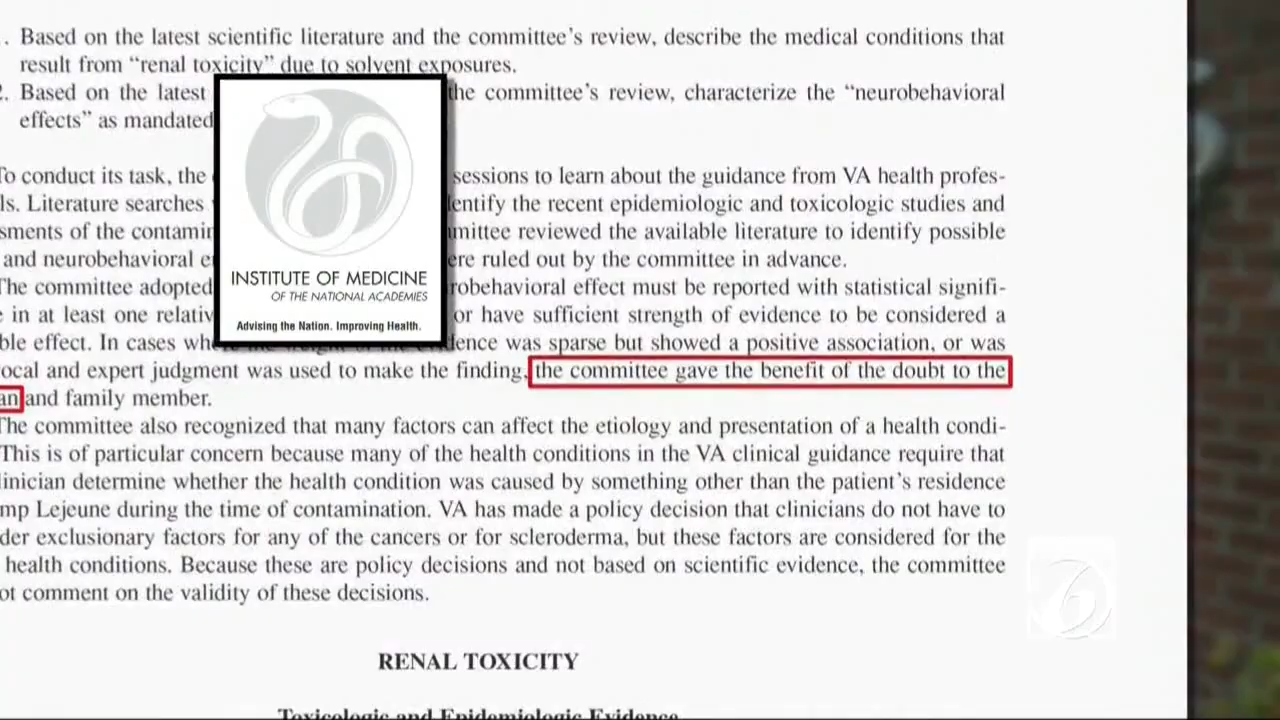 . Based on the latest scientific literature and the committee's review, describe the medical conditions that
result from “renal toxicity” due to solvent exposures.
2. Based on the latest the committee's review, characterize the “neurobehavioral
effects” as mandated
To conduct its task, the sessions to learn about the guidance from VA health profes-
ls. Literature searches identify the recent epidemiologic and toxicologic studies and
sments of the contamin mittee reviewed the available literature to identify possible
and neurobehavioral e ere ruled out by the committee in advance.
The committee adopted robehavioral effect must be reported with statistical signifi-
e in at least one relativ or have sufficient strength of evidence to be considered a
ble effect. In cases whe the weight of the evidence was sparse but showed a positive association, or was
ocal and expert judgment was used to make the finding, the committee gave the benefit of the doubt to the
an and family member.
The committee also recognized that many factors can affect the etiology and presentation of a health condi-
This is of particular concern because many of the health conditions in the VA clinical guidance require that
linician determine whether the health condition was caused by something other than the patient's residence
mp Lejeune during the time of contamination. VA has made a policy decision that clinicians do not have to
der exclusionary factors for any of the cancers or for scleroderma, but these factors are considered for the
health conditions. Because these are policy decisions and not based on scientific evidence, the committee
ot comment on the validity of these decisions.
RENAL TOXICITY
Toxicologic and Epidemiologic Evidence
INSTITUTE OF MEDICINE
OF THE NATIONAL ACADEMIES
Advising the Nation. Improving Health.
6